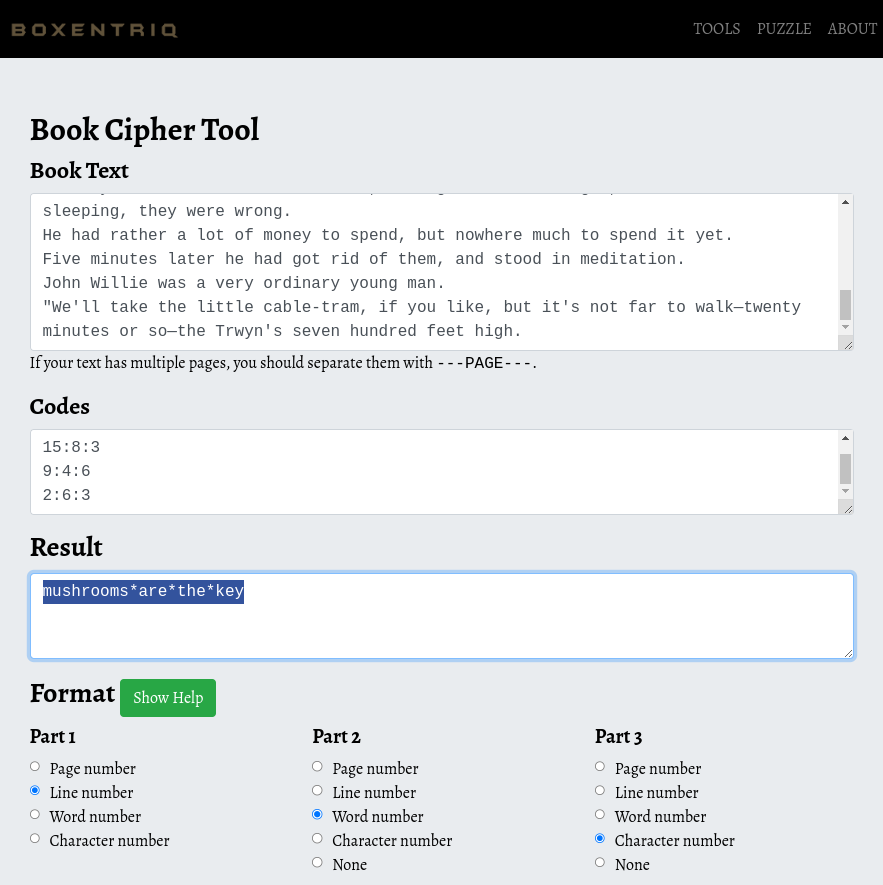 BOXENTRIQ
TOOLS PUZZLE ABOUT
Book Cipher Tool
Book Text
sleeping, they were wrong.
He had rather a lot of money to spend, but nowhere much to spend it yet.
Five minutes later he had got rid of them, and stood in meditation.
John Willie was a very ordinary young man.
"We'll take the little cable-tram, if you like, but it's not far to walk—twenty
minutes or so—the Trwyn's seven hundred feet high.
If your text has multiple pages, you should separate them with ---PAGE---.
Codes
15:8:3
9:4:6
2:6:3
Result
mushrooms*are*the*key
Format Show Help
Part 1 Part 2 Part 3
Page number Page number Page number
Line number Line number Line number
Word number Word number Word number
Character number Character number Character number
None None